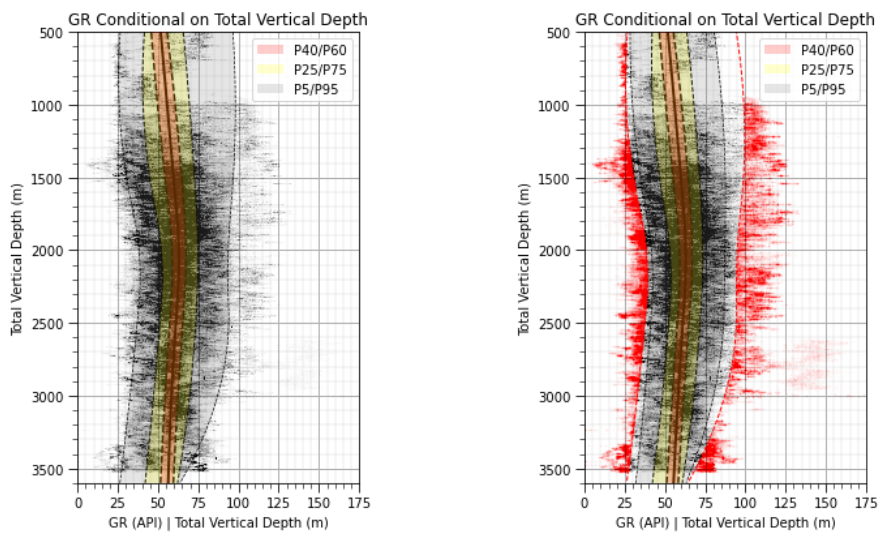 GR Conditional on Total Vertical Depth
500
1000
1500
2000
2500
3000
3500
Total Vertical Depth (m)
P40/P60
P25/P75
P5/P95
0 25 50 75 100 125 150 175
GR (API) | Total Vertical Depth (m)
GR Conditional on Total Vertical Depth
500
1000
1500
2000
2500
3000
3500
Total Vertical Depth (m)
P40/P60
P25/P75
P5/P95
0 25 50 75 100 125 150 175
GR (API) | Total Vertical Depth (m)